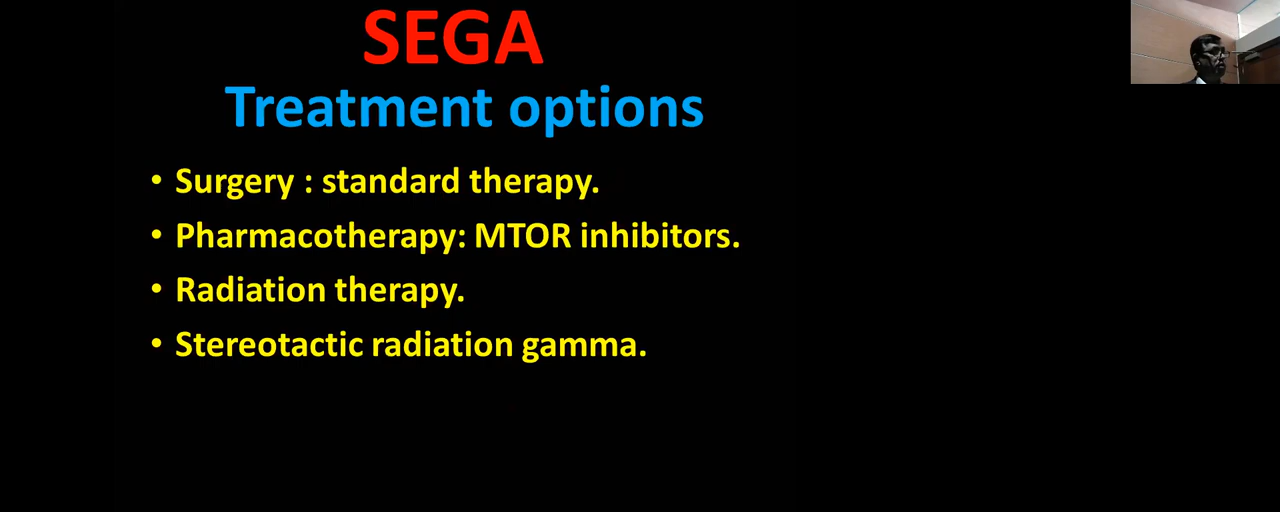 SEGA
Treatment options
• Surgery : standard therapy.
• Pharmacotherapy: MTOR inhibitors.
• Radiation therapy.
• Stereotactic radiation gamma.